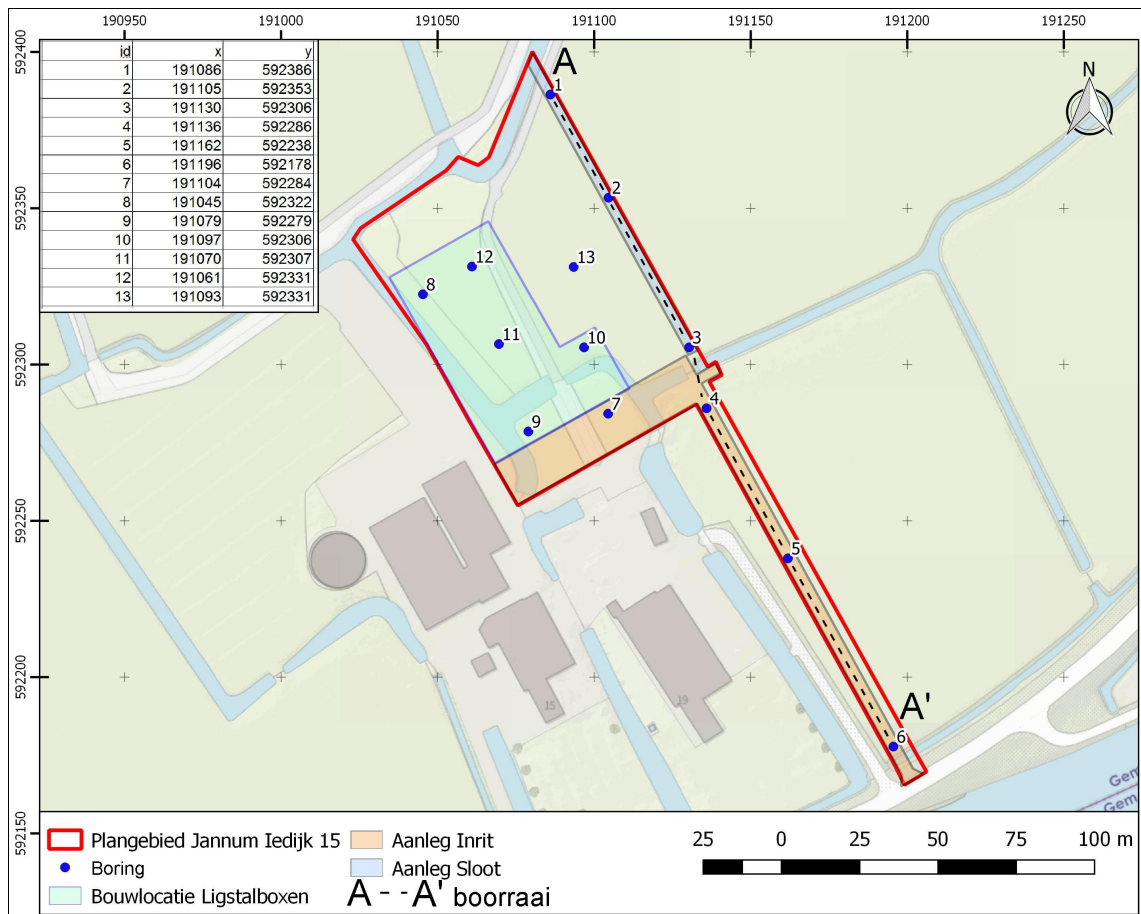 190950 191000 191050 191100 191150 191200 191250
592400
592350
592300
592250
592200
592150
id x y
1 191086 592386
2 191105 592353
3 191130 592306
4 191136 592286
5 191162 592238
6 191196 592178
7 191104 592284
8 191045 592322
9 191079 592279
10 191097 592306
11 191070 592307
12 191061 592331
13 191093 592331
A
N
1
2
12
13
8
11
10
3
4
7
9
5
15
19
A'
6
Gem
Gem
Plangebied Jannum Iedijk 15
Boring
Bouwlocatie Ligstalboxen
Aanleg Inrit
Aanleg Sloot
A - - A' boorraai
25 0 25 50 75 100 m